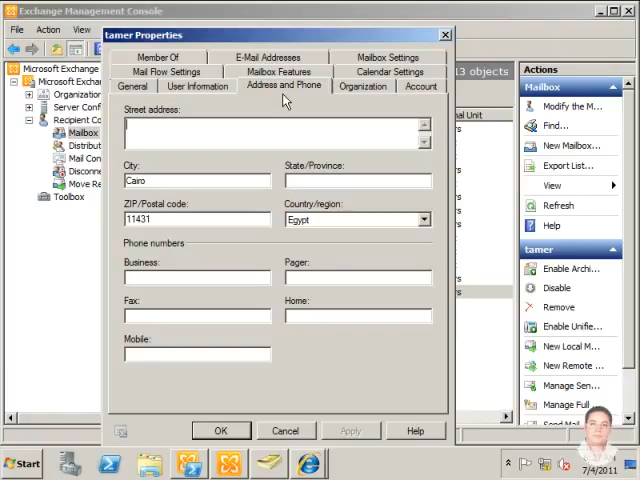 Exchange Management Console
File Action View
tamer Properties
Member Of E-Mail Addresses Mailbox Settings
Mail Flow Settings Mailbox Features Calendar Settings
General User Information Address and Phone Organization Account
Street address:
City: State/Province:
Cairo
ZIP/Postal code: Country/region:
11431 Egypt
Phone numbers
Business: Pager:
Fax: Home:
Mobile:
OK Cancel Apply Help
Microsoft Exchange
Microsoft Exch
Organizatio
Server Conf
Recipient Co
Mailbox
Distribut
Mail Con
Disconne
Move Re
Toolbox
13 objects
nal Unit
Actions
Mailbox
Modify the M...
Find...
New Mailbox...
Export List...
View
Refresh
Help
tamer
Enable Archi...
Disable
Remove
Enable Unifie...
New Local M...
New Remote ...
Manage Sen...
Manage Full ...
Start
7/4/2011